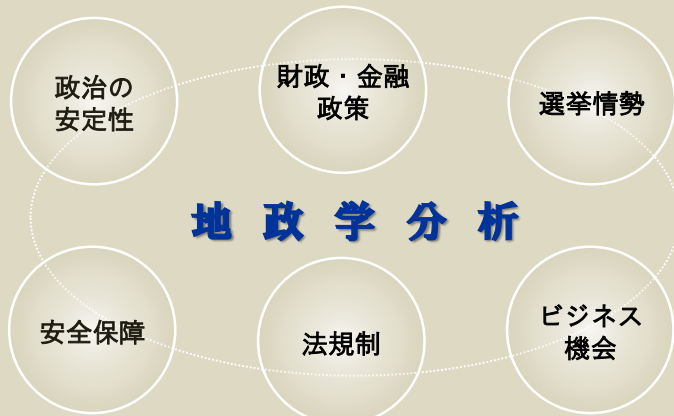 政治の
安定性
財政・金融
政策
選挙情勢
地政学分析
安全保障
法規制
ビジネス
機会